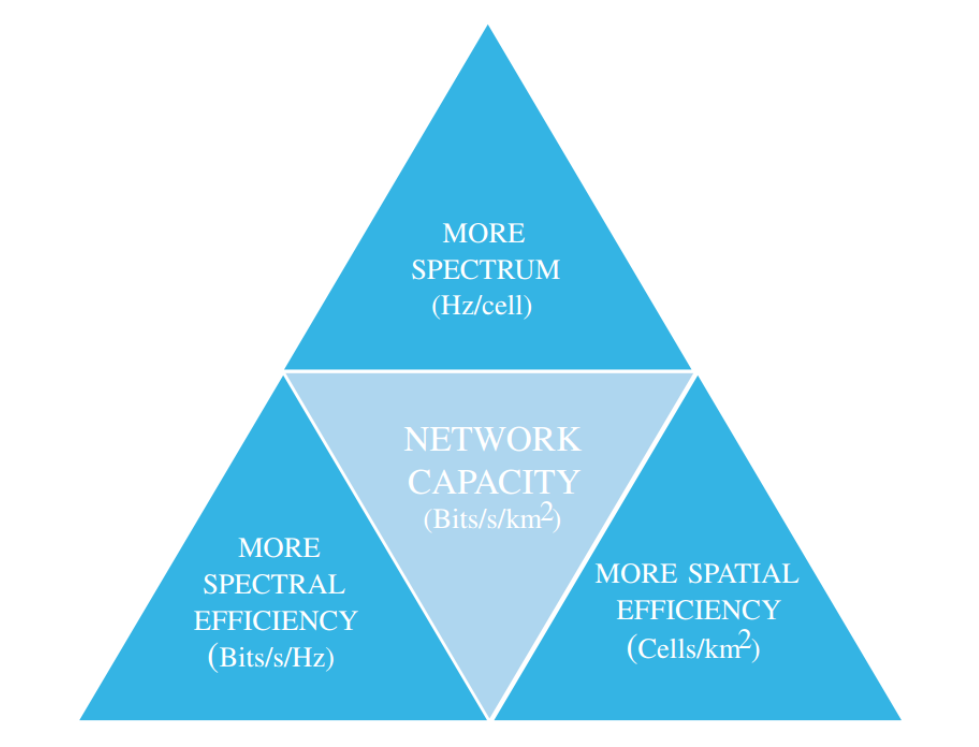 MORE
SPECTRUM
(Hz/cell)
NETWORK
CAPACITY
(Bits/s/km²)
MORE
SPECTRAL
EFFICIENCY
(Bits/s/Hz)
MORE SPATIAL
EFFICIENCY
(Cells/km²)